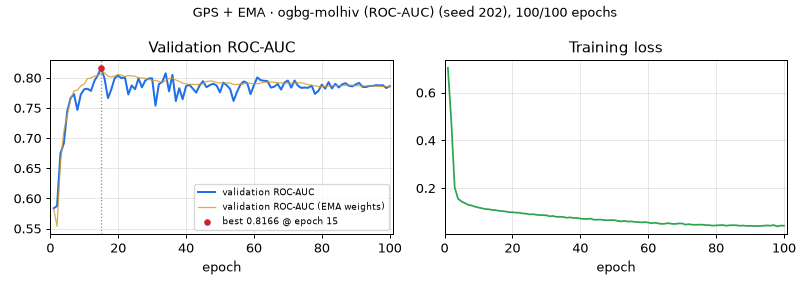 GPS + EMA · ogbg-molhiv (ROC-AUC) (seed 202), 100/100 epochs
Validation ROC-AUC
0.80
0.75
0.70
0.65
0.60
0.55
validation ROC-AUC
validation ROC-AUC (EMA weights)
best 0.8166 @ epoch 15
0 20 40 60 80 100
epoch
Training loss
0.6
0.4
0.2
0 20 40 60 80 100
epoch